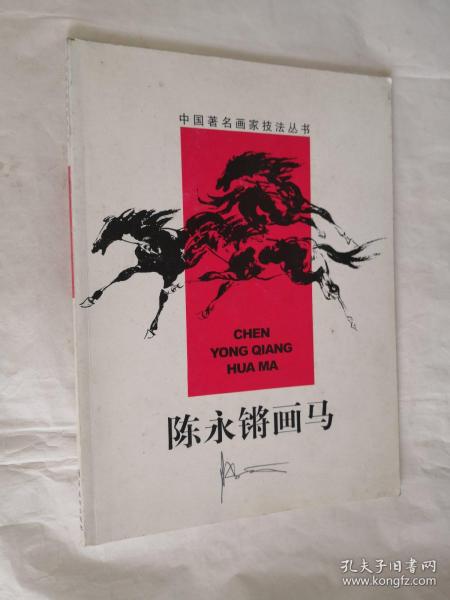 中国著名画家技法丛书
CHEN
YONG QIANG
HUA MA
陈永锵画马
孔夫子旧书网
www.kongfz.com